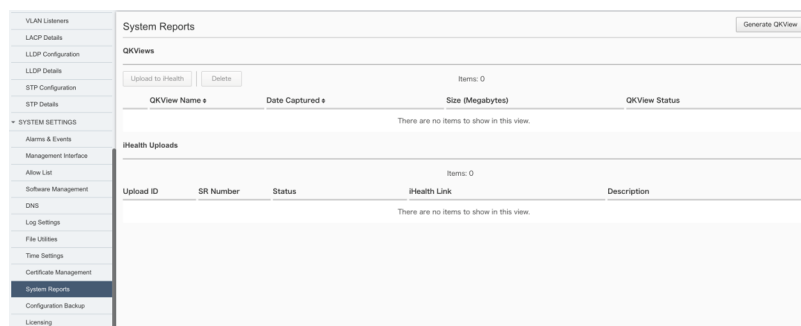 VLAN Listeners
LACP Details
LLDP Configuration
LLDP Details
STP Configuration
STP Details
SYSTEM SETTINGS
Alarms & Events
Management Interface
Allow List
Software Management
DNS
Log Settings
File Utilities
Time Settings
Certificate Management
System Reports
Configuration Backup
Licensing
System Reports
Generate QKView
QKViews
Upload to iHealth Delete Items: 0
QKView Name Date Captured Size (Megabytes) QKView Status
There are no items to show in this view.
iHealth Uploads
Items: 0
Upload ID SR Number Status iHealth Link Description
There are no items to show in this view.